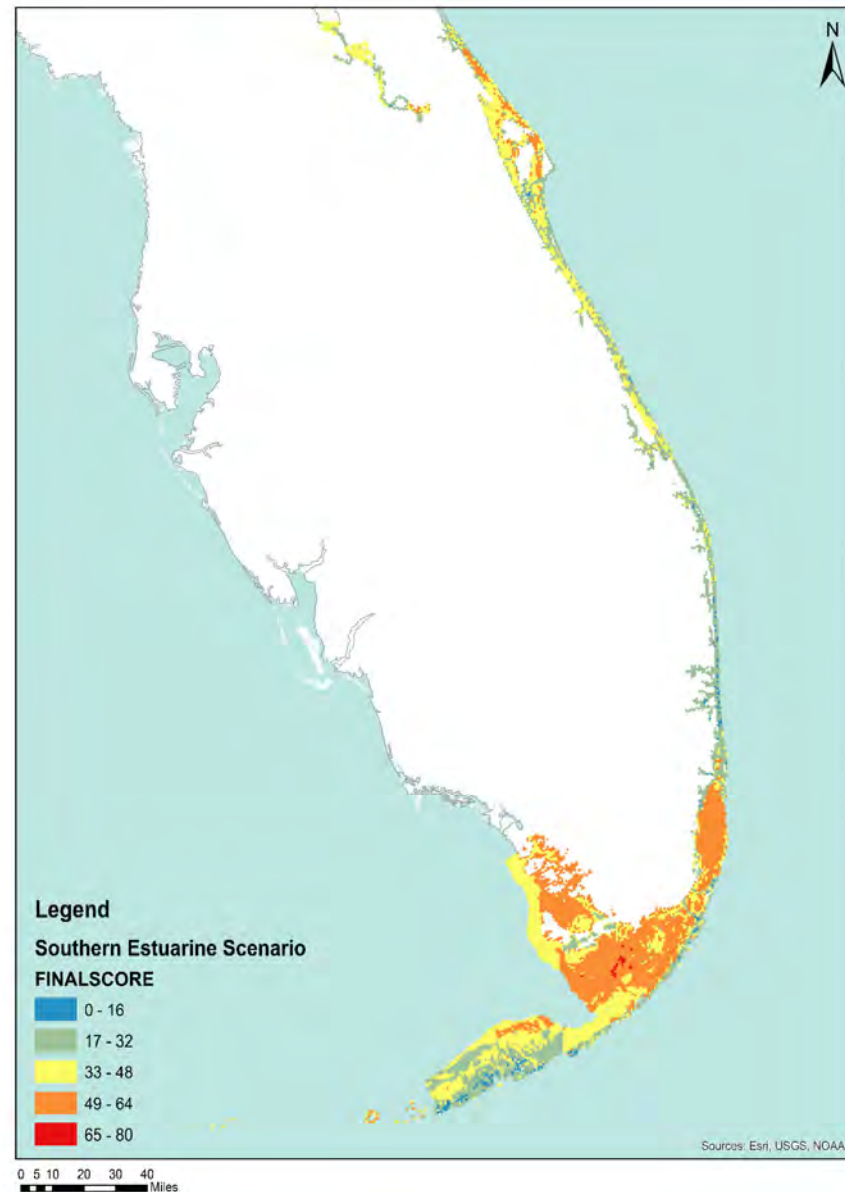 N
Legend
Southern Estuarine Scenario
FINALSCORE
0 - 16
17 - 32
33 - 48
49 - 64
65 - 80
Sources: Esri, USGS, NOAA
0 5 10 20 30 40
Miles